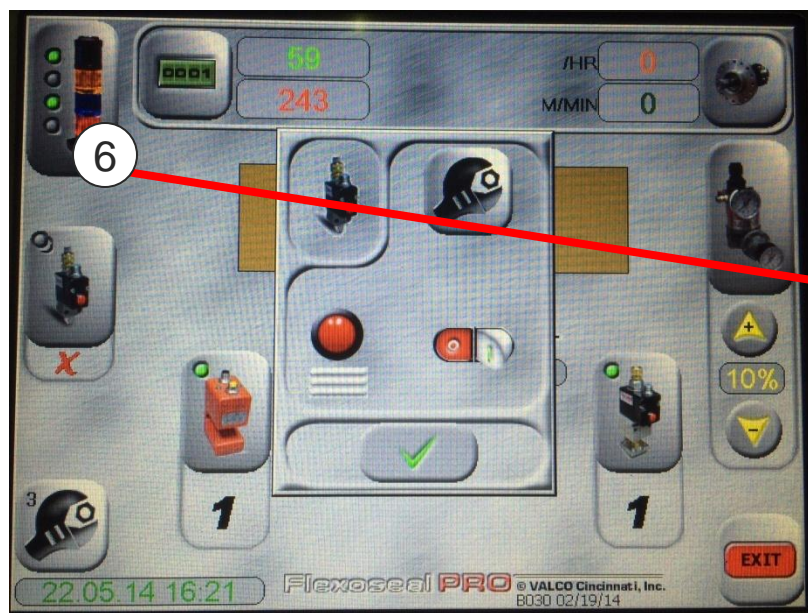 0001
59
243
/HR
0
M/MIN
0
6
X
+
10%
-
1
1
3
22.05.14 16:21
Flexoseal PRO
© VALCO Cincinnati, Inc.
B030 02/19/14
EXIT